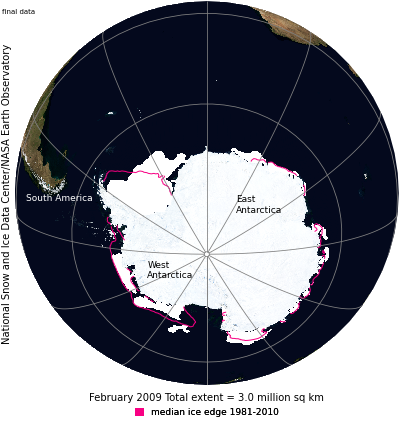 final data
National Snow and Ice Data Center/NASA Earth Observatory
South America
East
Antarctica
West
Antarctica
February 2009 Total extent = 3.0 million sq km
median ice edge 1981-2010